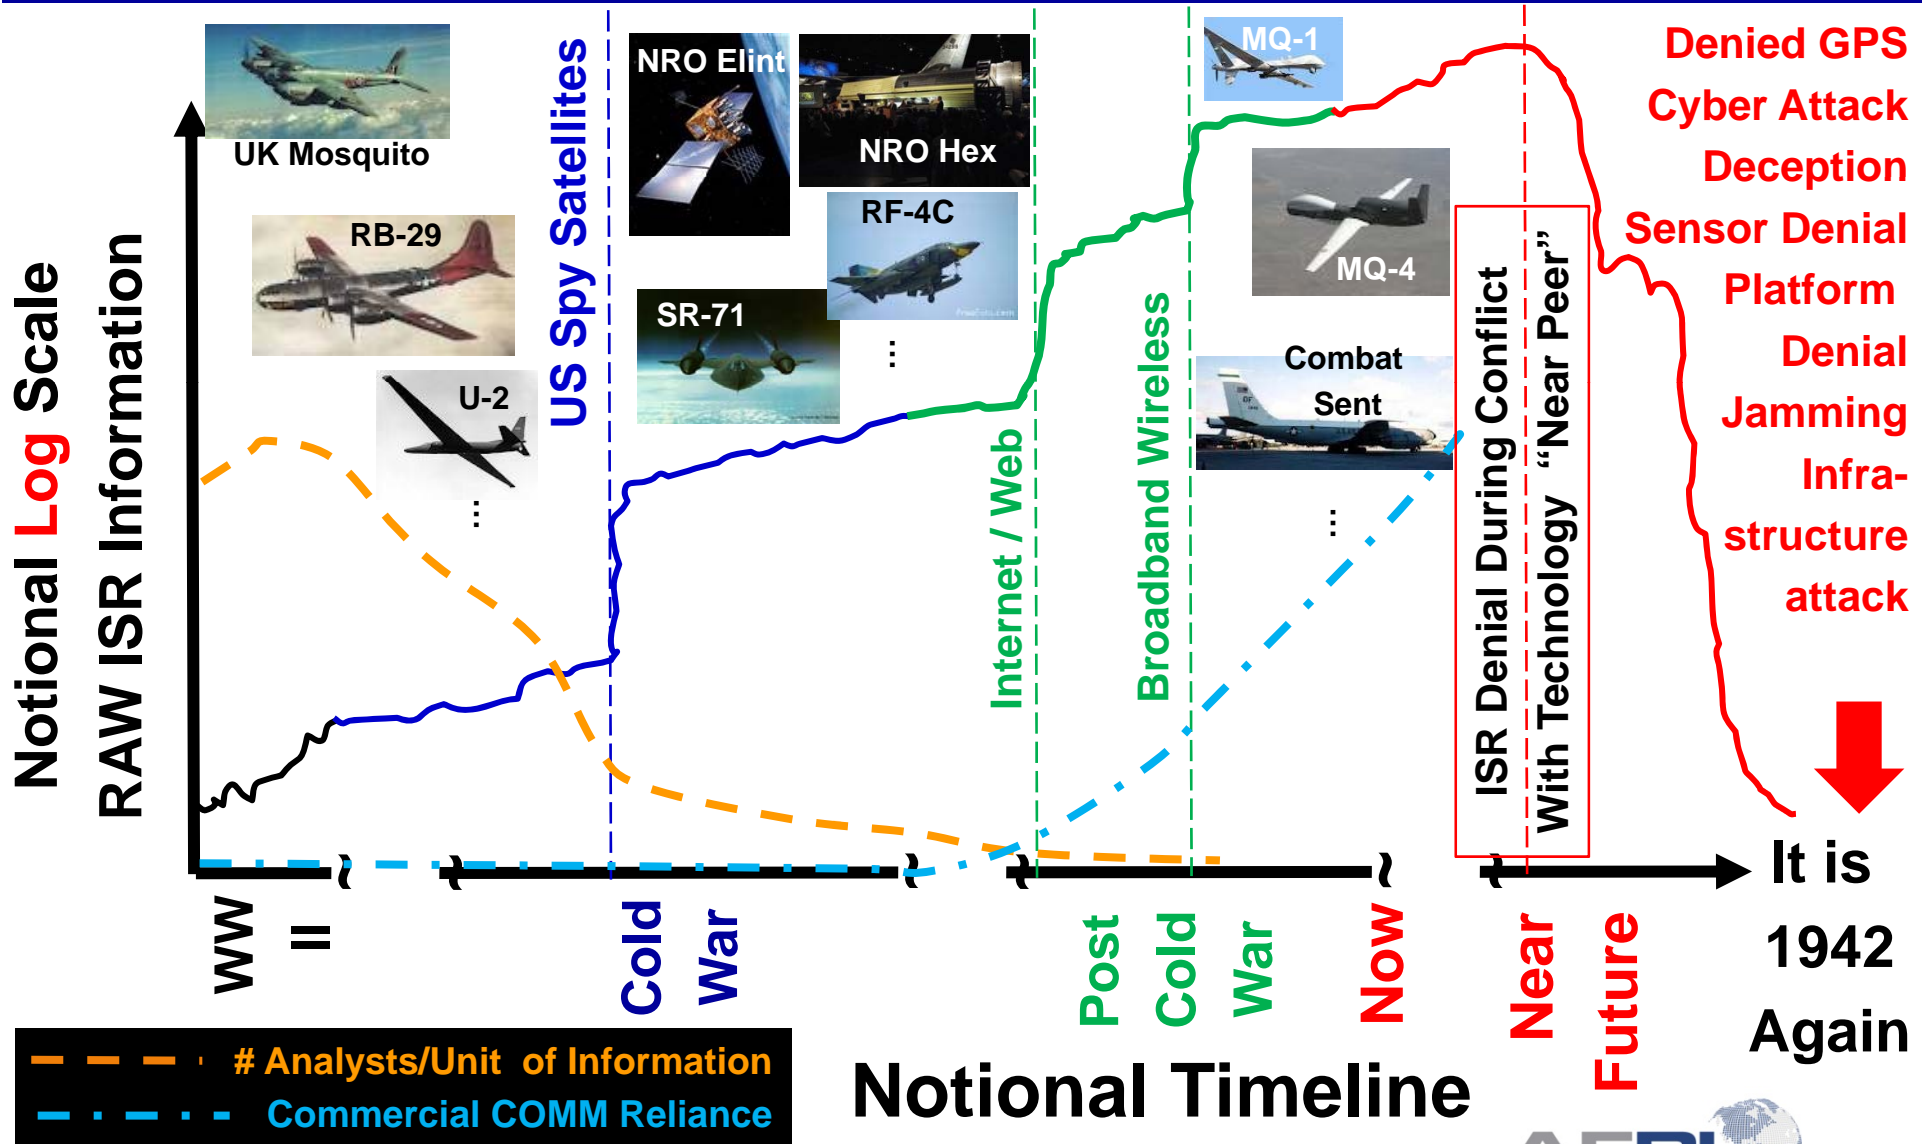 Notional Log Scale
RAW ISR Information
UK Mosquito
RB-29
U-2
...
US Spy Satellites
NRO Elint
NRO Hex
RF-4C
SR-71
...
Internet / Web
Broadband Wireless
MQ-1
MQ-4
Combat
Sent
...
ISR Denial During Conflict
With Technology “Near Peer”
Denied GPS
Cyber Attack
Deception
Sensor Denial
Platform
Denial
Jamming
Infra-
structure
attack
It is
1942
Again
WW
II
Cold
War
Post
Cold
War
Now
Near
Future
Notional Timeline
# Analysts/Unit of Information
Commercial COMM Reliance
AFRL